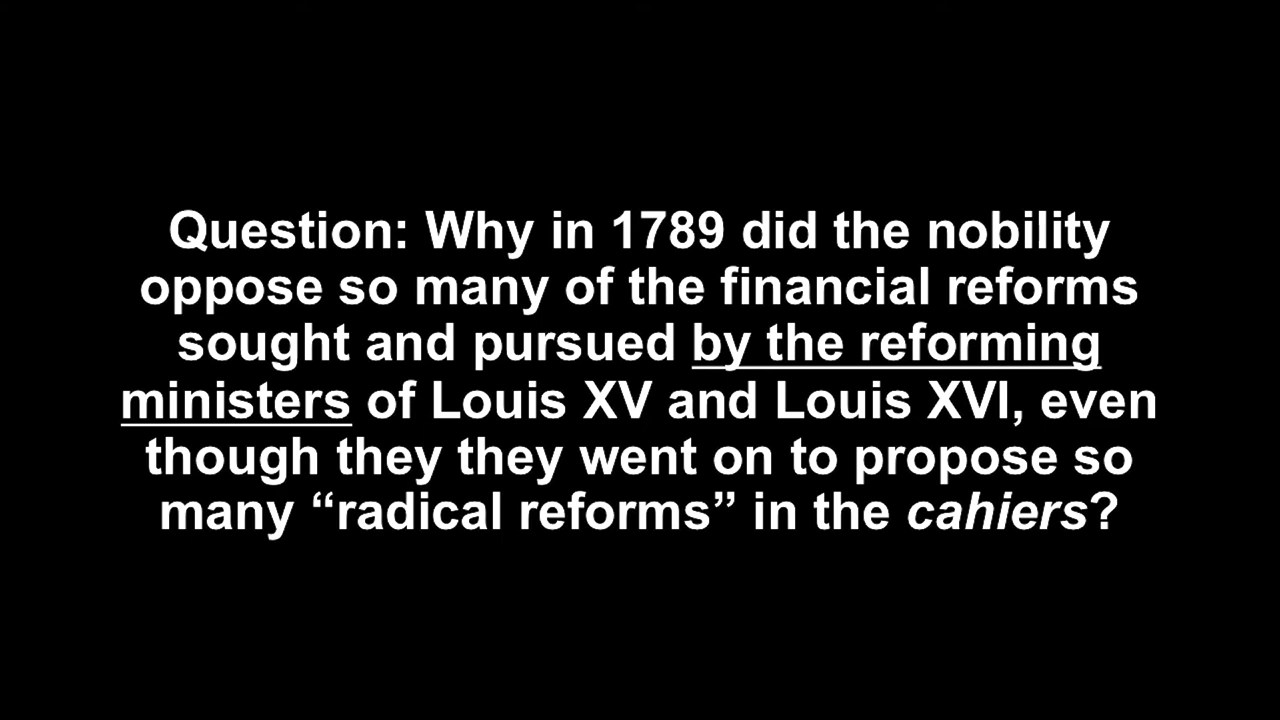 Question: Why in 1789 did the nobility
oppose so many of the financial reforms
sought and pursued by the reforming
ministers of Louis XV and Louis XVI, even
though they they went on to propose so
many “radical reforms” in the cahiers?